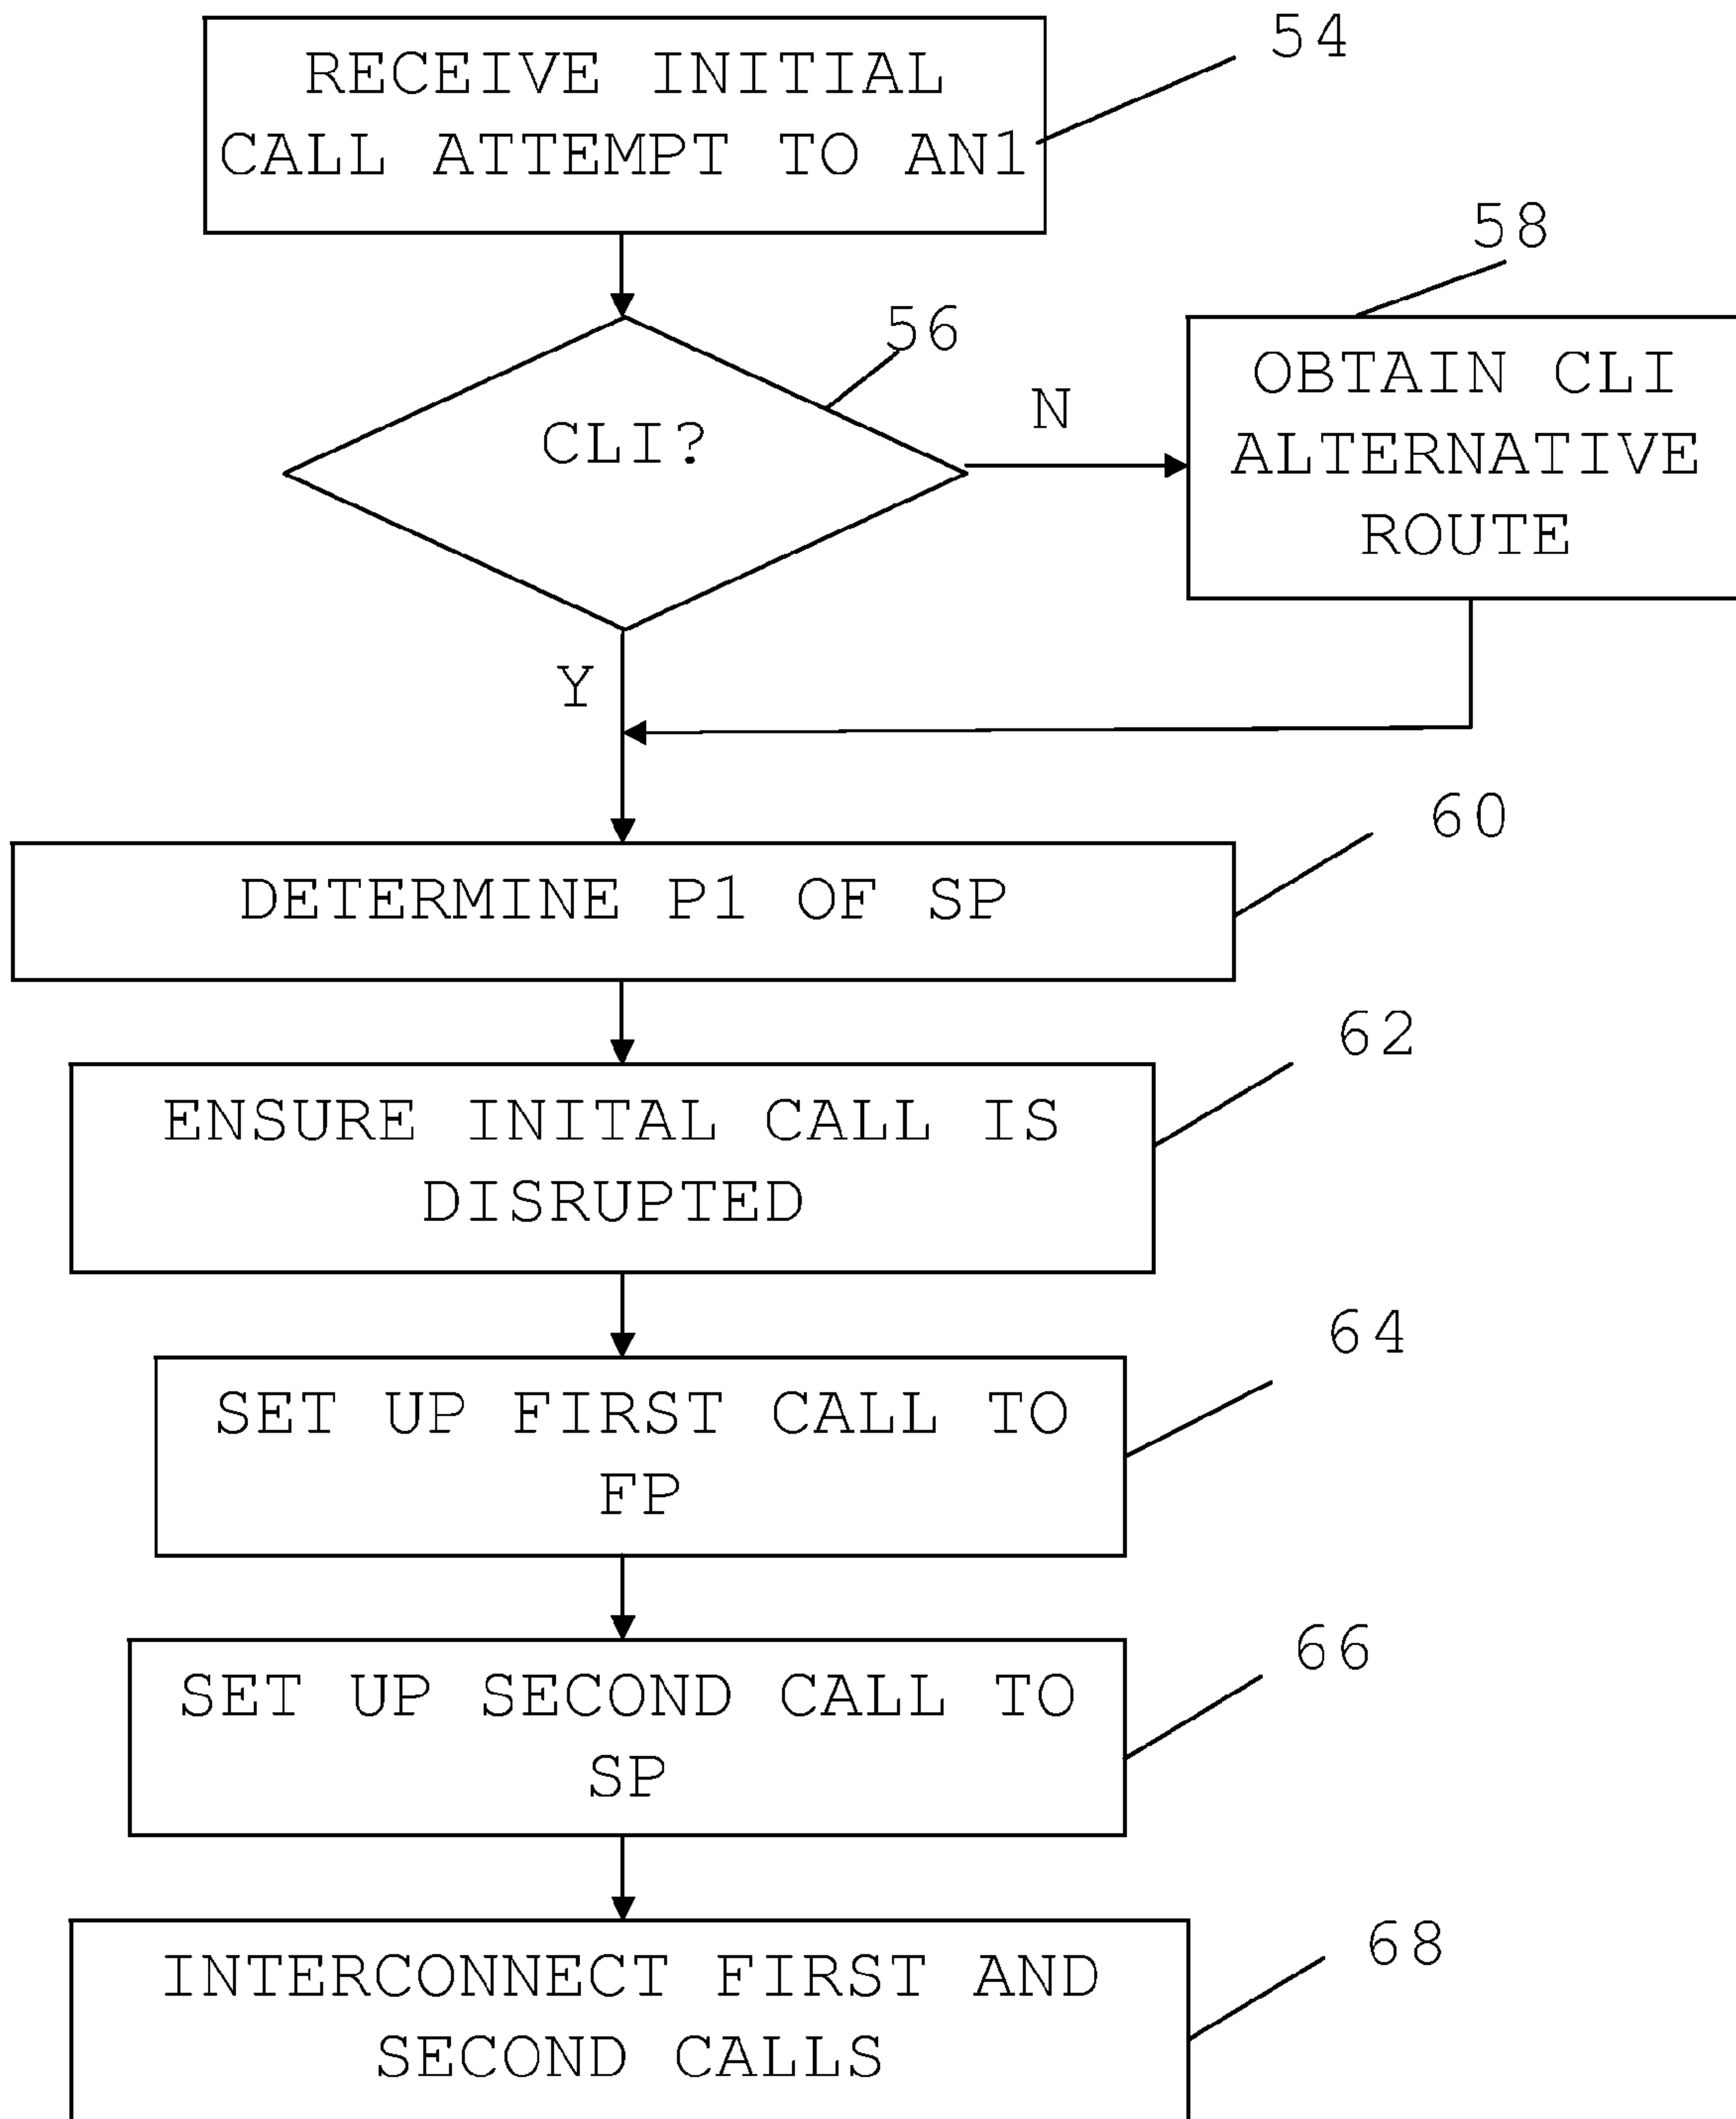 54
RECEIVE INITIAL
CALL ATTEMPT TO AN1
58
56
CLI?
N
OBTAIN CLI
ALTERNATIVE
ROUTE
Y
60
DETERMINE P1 OF SP
62
ENSURE INITAL CALL IS
DISRUPTED
64
SET UP FIRST CALL TO
FP
66
SET UP SECOND CALL TO
SP
68
INTERCONNECT FIRST AND
SECOND CALLS